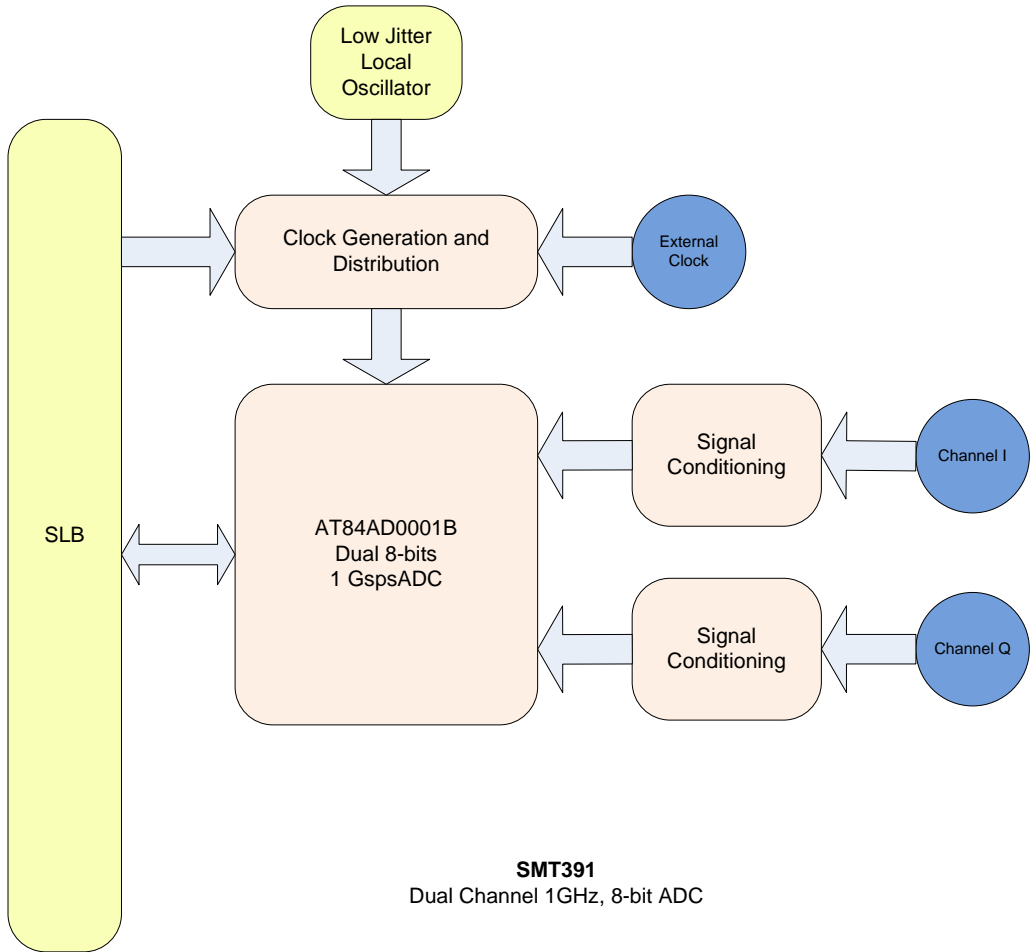 Low Jitter
Local
Oscillator
Clock Generation and
Distribution
External
Clock
SLB
AT84AD0001B
Dual 8-bits
1 GspsADC
Signal
Conditioning
Channel I
Signal
Conditioning
Channel Q
SMT391
Dual Channel 1GHz, 8-bit ADC